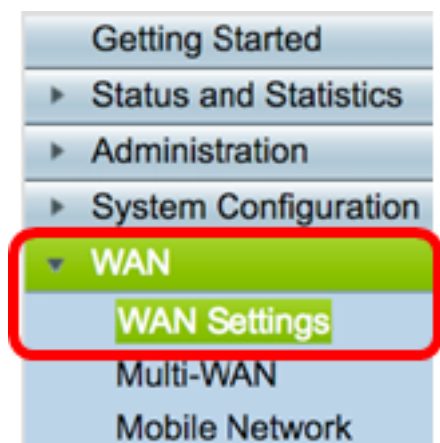 Getting Started
Status and Statistics
Administration
System Configuration
WAN
WAN Settings
Multi-WAN
Mobile Network